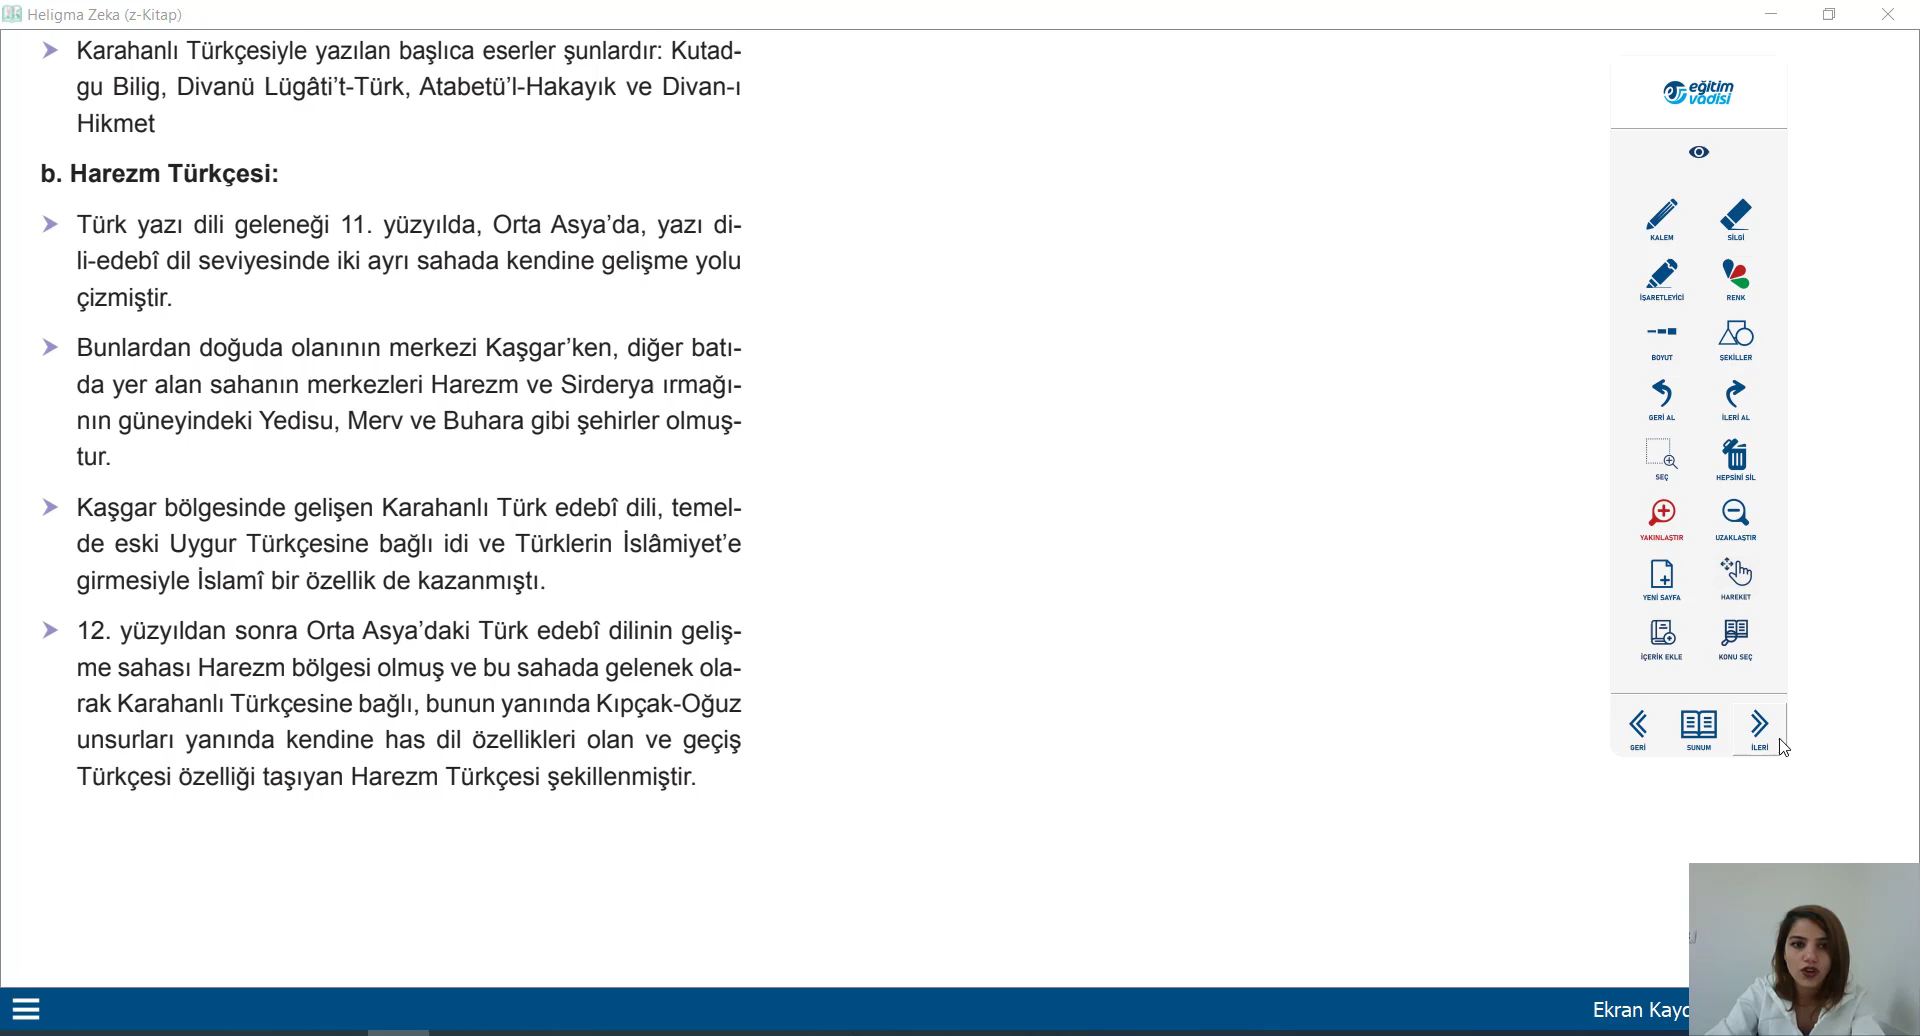 Heligma Zeka (z-Kitap)
Karahanlı Türkçesiyle yazılan başlıca eserler şunlardır: Kutad-
gu Bilig, Divanü Lügâti’t-Türk, Atabetü’l-Hakayık ve Divan-ı
Hikmet
b. Harezm Türkçesi:
Türk yazı dili geleneği 11. yüzyılda, Orta Asya’da, yazı di-
li-edebî dil seviyesinde iki ayrı sahada kendine gelişme yolu
çizmiştir.
Bunlardan doğuda olanının merkezi Kaşgar’ken, diğer batı-
da yer alan sahanın merkezleri Harezm ve Sirderya ırmağı-
nın güneyindeki Yedisu, Merv ve Buhara gibi şehirler olmuş-
tur.
Kaşgar bölgesinde gelişen Karahanlı Türk edebî dili, temel-
de eski Uygur Türkçesine bağlı idi ve Türklerin İslâmiyet’e
girmesiyle İslamî bir özellik de kazanmıştı.
12. yüzyıldan sonra Orta Asya’daki Türk edebî dilinin geliş-
me sahası Harezm bölgesi olmuş ve bu sahada gelenek ola-
rak Karahanlı Türkçesine bağlı, bunun yanında Kıpçak-Oğuz
unsurları yanında kendine has dil özellikleri olan ve geçiş
Türkçesi özelliği taşıyan Harezm Türkçesi şekillenmiştir.
eğitim
vadisi
KALEM
SİLGİ
İŞARETLEYİCİ
RENK
BOYUT
ŞEKİLLER
GERİ AL
İLERİ AL
SEÇ
HEPSİNİ SİL
YAKINLAŞTIR
UZAKLAŞTIR
YENİ SAYFA
HAREKET
İÇERİK EKLE
KONU SEÇ
GERİ
SUNUM
İLERİ
Ekran